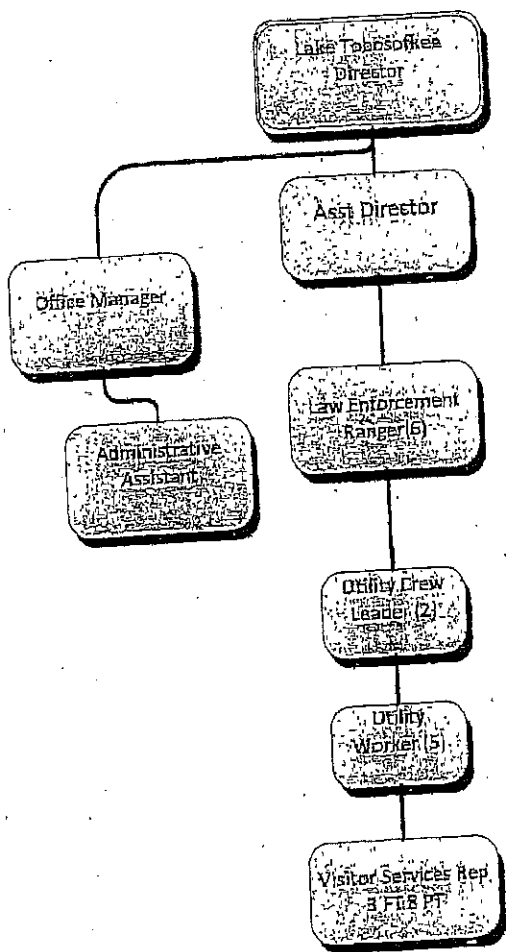 Lake Tobosofkee
Director
Asst Director
Office Manager
Law Enforcement
Ranger(6)
Administrative
Assistant
Utility Crew
Leader (2)
Utility
Worker (5)
Visitor Services Rep
3 FT 8 PT